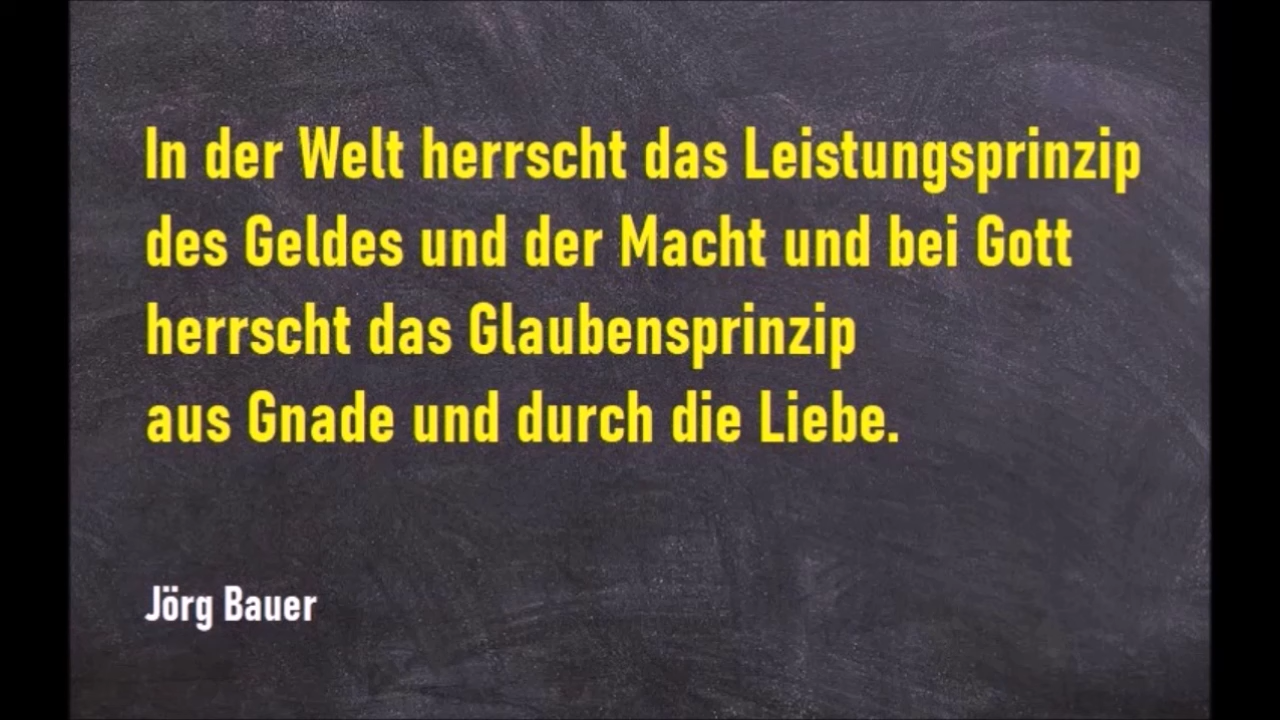 In der Welt herrscht das Leistungsprinzip
des Geldes und der Macht und bei Gott
herrscht das Glaubensprinzip
aus Gnade und durch die Liebe.
Jörg Bauer